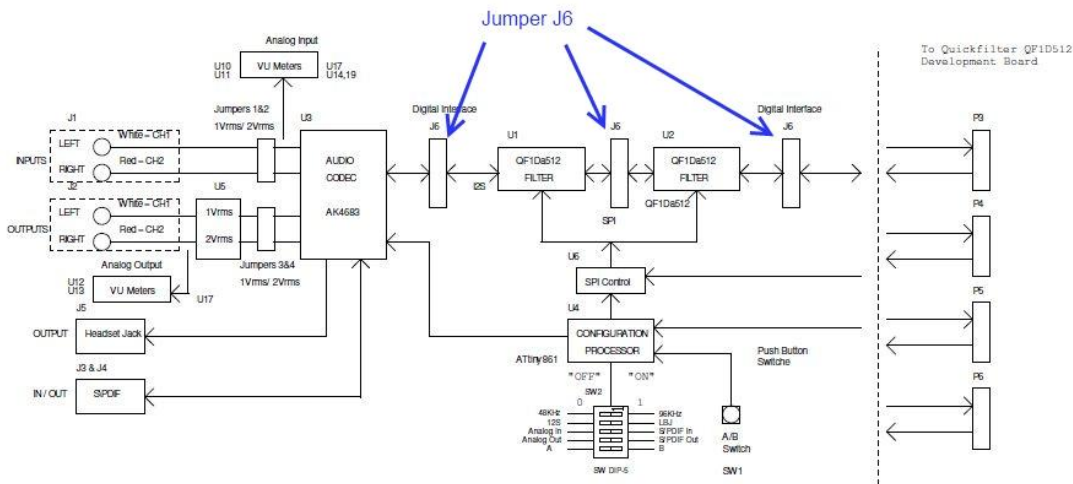 Jumper J6
To Quickfilter QF1D512
Development Board
Analog Input
U10
U11
VU Meters
U17
U14,19
Jumpers 1&2
1Vrms/ 2Vrms
J1
INPUTS
LEFT
White - CH1
RIGHT
Red - CH2
J2
OUTPUTS
LEFT
White - CH1
RIGHT
Red - CH2
U5
1Vrms
2Vrms
Jumpers 3&4
1Vrms/ 2Vrms
U3
AUDIO
CODEC
AK4683
Digital Interface
J6
I2S
U1
QF1Da512
FILTER
J6
SPI
U2
QF1Da512
FILTER
QF1Da512
Digital Interface
J6
P3
P4
P5
P6
Analog Output
U12
U13
VU Meters
U17
J5
OUTPUT
Headset Jack
J3 & J4
IN / OUT
S\PDIF
U6
SPI Control
U4
CONFIGURATION
PROCESSOR
ATtiny861
"OFF"
"ON"
SW2
0
1
48KHz
12S
Analog In
Analog Out
A
96KHz
LBJ
S/PDIF In
S/PDIF Out
B
SW DIP-5
Push Button
Switche
A/B
Switch
SW1